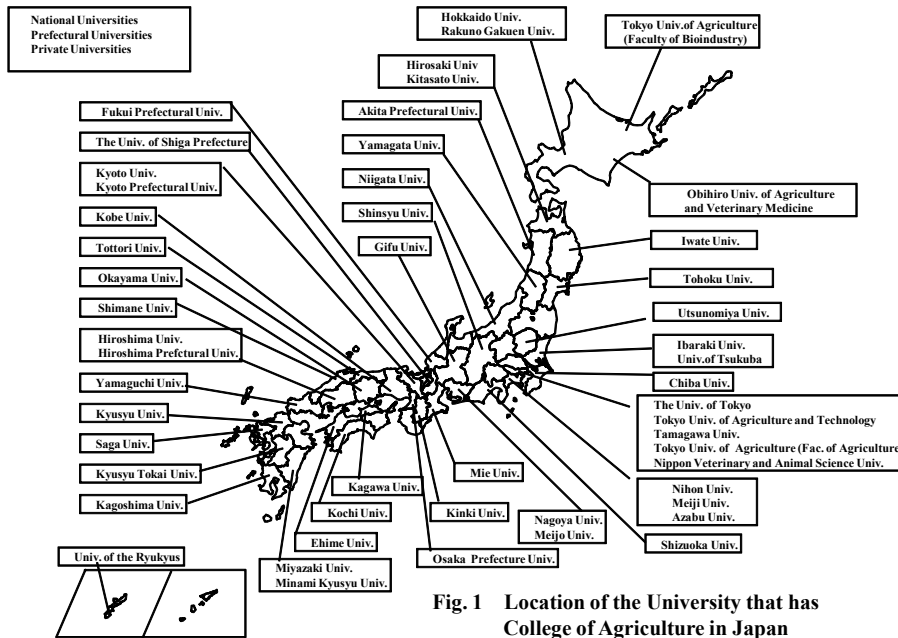 National Universities
Prefectural Universities
Private Universities
Hokkaido Univ.
Rakuno Gakuen Univ.
Tokyo Univ.of Agriculture
(Faculty of Bioindustry)
Hirosaki Univ
Kitasato Univ.
Fukui Prefectural Univ.
Akita Prefectural Univ.
The Univ. of Shiga Prefecture
Yamagata Univ.
Kyoto Univ.
Kyoto Prefectural Univ.
Niigata Univ.
Obihiro Univ. of Agriculture
and Veterinary Medicine
Kobe Univ.
Shinsyu Univ.
Tottori Univ.
Gifu Univ.
Iwate Univ.
Okayama Univ.
Tohoku Univ.
Shimane Univ.
Utsunomiya Univ.
Hiroshima Univ.
Hiroshima Prefctural Univ.
Ibaraki Univ.
Univ.of Tsukuba
Yamaguchi Univ.
Chiba Univ.
Kyusyu Univ.
The Univ. of Tokyo
Tokyo Univ. of Agriculture and Technology
Tamagawa Univ.
Tokyo Univ. of Agriculture (Fac. of Agriculture
Nippon Veterinary and Animal Science Univ.
Saga Univ.
Kyusyu Tokai Univ.
Mie Univ.
Kagoshima Univ.
Kagawa Univ.
Nihon Univ.
Meiji Univ.
Azabu Univ.
Kochi Univ.
Kinki Univ.
Nagoya Univ.
Meijo Univ.
Ehime Univ.
Shizuoka Univ.
Univ. of the Ryukyus
Miyazaki Univ.
Minami Kyusyu Univ.
Osaka Prefecture Univ.
Fig. 1 Location of the University that has
College of Agriculture in Japan